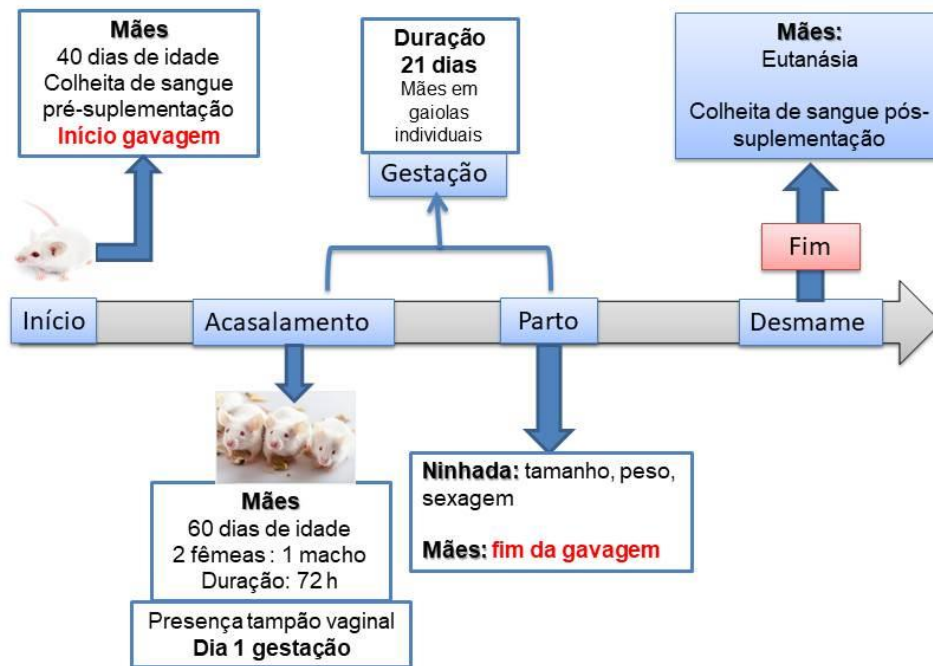 Mães
40 dias de idade
Colheita de sangue
pré-suplementação
Início gavagem
Duração
21 dias
Mães em
gaiolas
individuais
Gestação
Mães:
Eutanásia
Colheita de sangue pós-
suplementação
Fim
Início
Acasalamento
Parto
Desmame
Mães
60 dias de idade
2 fêmeas : 1 macho
Duração: 72 h
Presença tampão vaginal
Dia 1 gestação
Ninhada: tamanho, peso,
sexagem
Mães: fim da gavagem